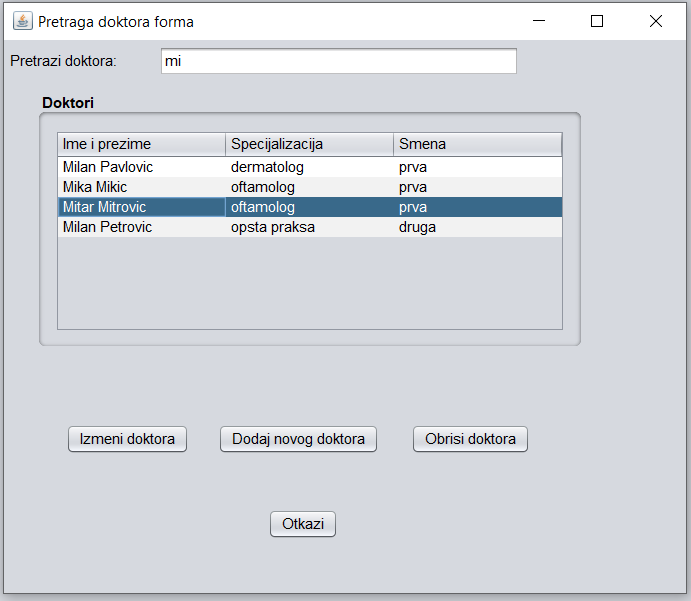 Pretraga doktora forma
Pretrazi doktora: mi
Doktori
Ime i prezime Specijalizacija Smena
Milan Pavlovic dermatolog prva
Mika Mikic oftamolog prva
Mitar Mitrovic oftamolog prva
Milan Petrovic opsta praksa druga
Izmeni doktora Dodaj novog doktora Obrisi doktora
Otkazi